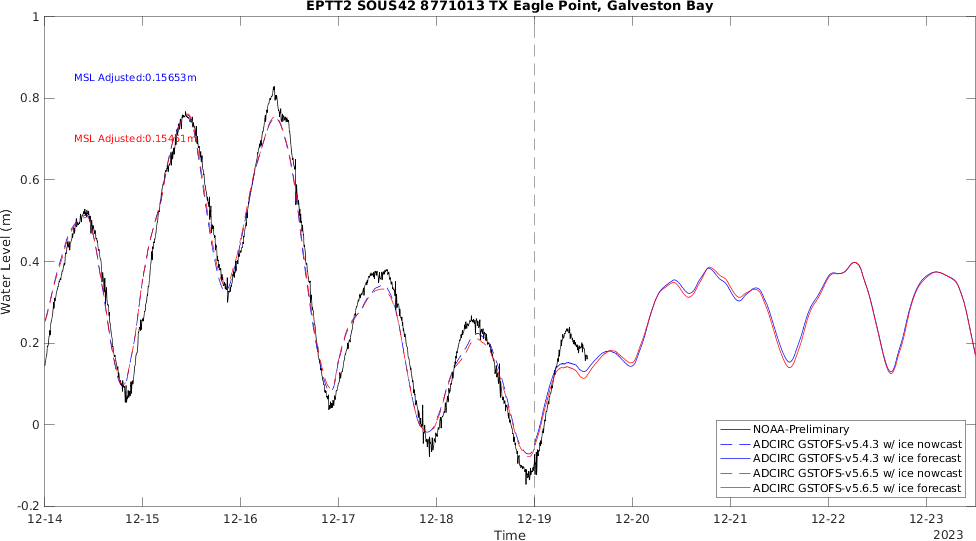 EPTT2 SOUS42 8771013 TX Eagle Point, Galveston Bay
1
0.8
0.6
0.4
0.2
0
-0.2
Water Level (m)
MSL Adjusted:0.15653m
MSL Adjusted:0.15451m
NOAA-Preliminary
ADCIRC GSTOFS-v5.4.3 w/ ice nowcast
ADCIRC GSTOFS-v5.4.3 w/ ice forecast
ADCIRC GSTOFS-v5.6.5 w/ ice nowcast
ADCIRC GSTOFS-v5.6.5 w/ ice forecast
12-14 12-15 12-16 12-17 12-18 12-19 12-20 12-21 12-22 12-23
Time
2023